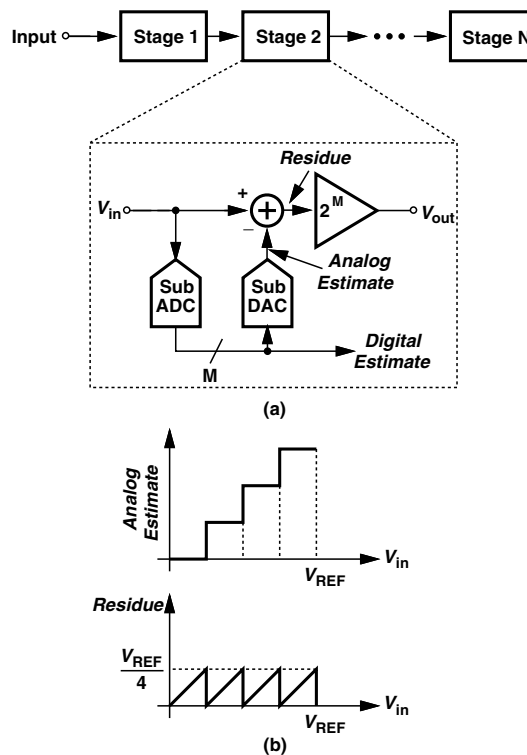 Input Stage 1 Stage 2 Stage N
Residue
+
V_in 2^M V_out
–
Analog
Estimate
Sub
ADC
Sub
DAC
Digital
Estimate
M
(a)
Analog
Estimate
V_in
V_REF
Residue
V_REF
4
V_in
V_REF
(b)